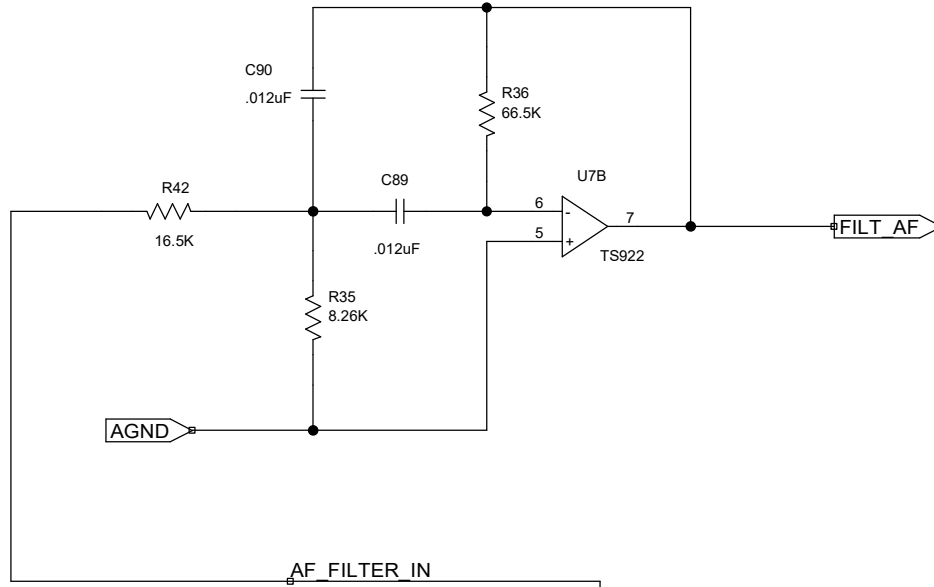 C90
.012uF
R36
66.5K
U7B
R42
16.5K
C89
.012uF
6
-
5
+
7
TS922
FILT_AF
R35
8.26K
AGND
AF_FILTER_IN